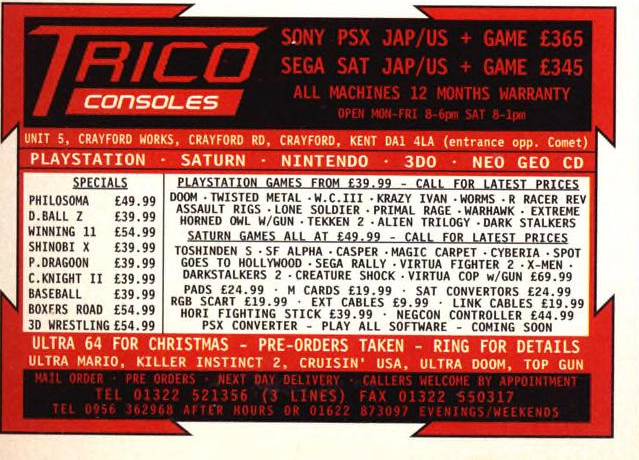 TRICO
CONSOLES
SONY PSX JAP/US + GAME £365
SEGA SAT JAP/US + GAME £345
ALL MACHINES 12 MONTHS WARRANTY
OPEN MON-FRI 8-6pm SAT 8-1pm
UNIT 5, CRAYFORD WORKS, CRAYFORD RD, CRAYFORD, KENT DA1 4LA (entrance opp. Comet)
PLAYSTATION · SATURN · NINTENDO · 3DO · NEO GEO CD
SPECIALS
PHILOSOMA £49.99
D.BALL Z £39.99
WINNING 11 £54.99
SHINOBI X £39.99
P.DRAGOON £39.99
C.KNIGHT II £39.99
BASEBALL £39.99
BOXERS ROAD £54.99
3D WRESTLING £54.99
PLAYSTATION GAMES FROM £39.99 - CALL FOR LATEST PRICES
DOOM · TWISTED METAL · W.C.III · KRAZY IVAN · WORMS · R RACER REV
ASSAULT RIGS · LONE SOLDIER · PRIMAL RAGE · WARHAWK · EXTREME
HORNED OWL W/GUN · TEKKEN 2 · ALIEN TRILOGY · DARK STALKERS
SATURN GAMES ALL AT £49.99 - CALL FOR LATEST PRICES
TOSHINDEN S · SF ALPHA · CASPER · MAGIC CARPET · CYBERIA · SPOT
GOES TO HOLLYWOOD · SEGA RALLY · VIRTUA FIGHTER 2 · X-MEN ·
DARKSTALKERS 2 · CREATURE SHOCK · VIRTUA COP w/GUN £69.99
PADS £24.99 · M CARDS £19.99 · SAT CONVERTORS £24.99
RGB SCART £19.99 · EXT CABLES £9.99 · LINK CABLES £19.99
HORI FIGHTING STICK £39.99 · NEGCON CONTROLLER £44.99
PSX CONVERTER - PLAY ALL SOFTWARE - COMING SOON
ULTRA 64 FOR CHRISTMAS - PRE-ORDERS TAKEN - RING FOR DETAILS
ULTRA MARIO, KILLER INSTINCT 2, CRUISIN' USA, ULTRA DOOM, TOP GUN
MAIL ORDER · PRE ORDERS · NEXT DAY DELIVERY · CALLERS WELCOME BY APPOINTMENT
TEL 01322 521356 (3 LINES) FAX 01322 550317
TEL 0956 362968 AFTER HOURS OR 01622 873097 EVENINGS/WEEKENDS